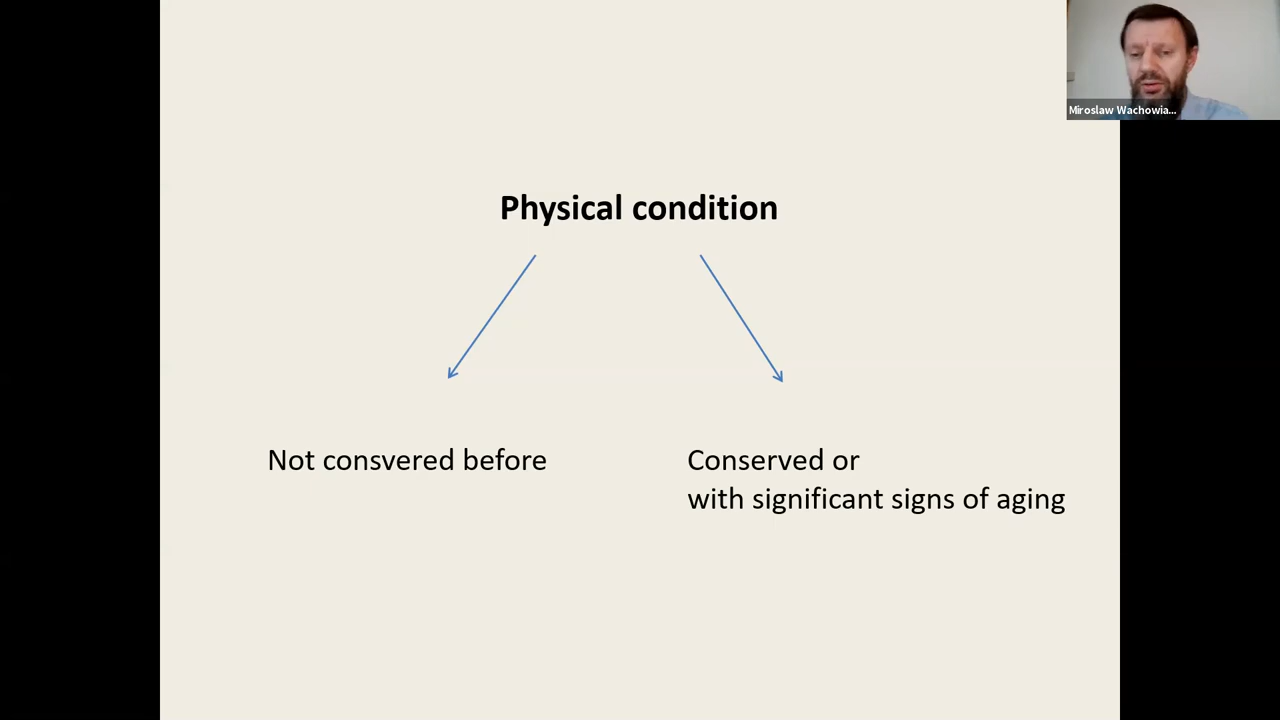 Miroslaw Wachowia...
Physical condition
Not consvered before
Conserved or
with significant signs of aging